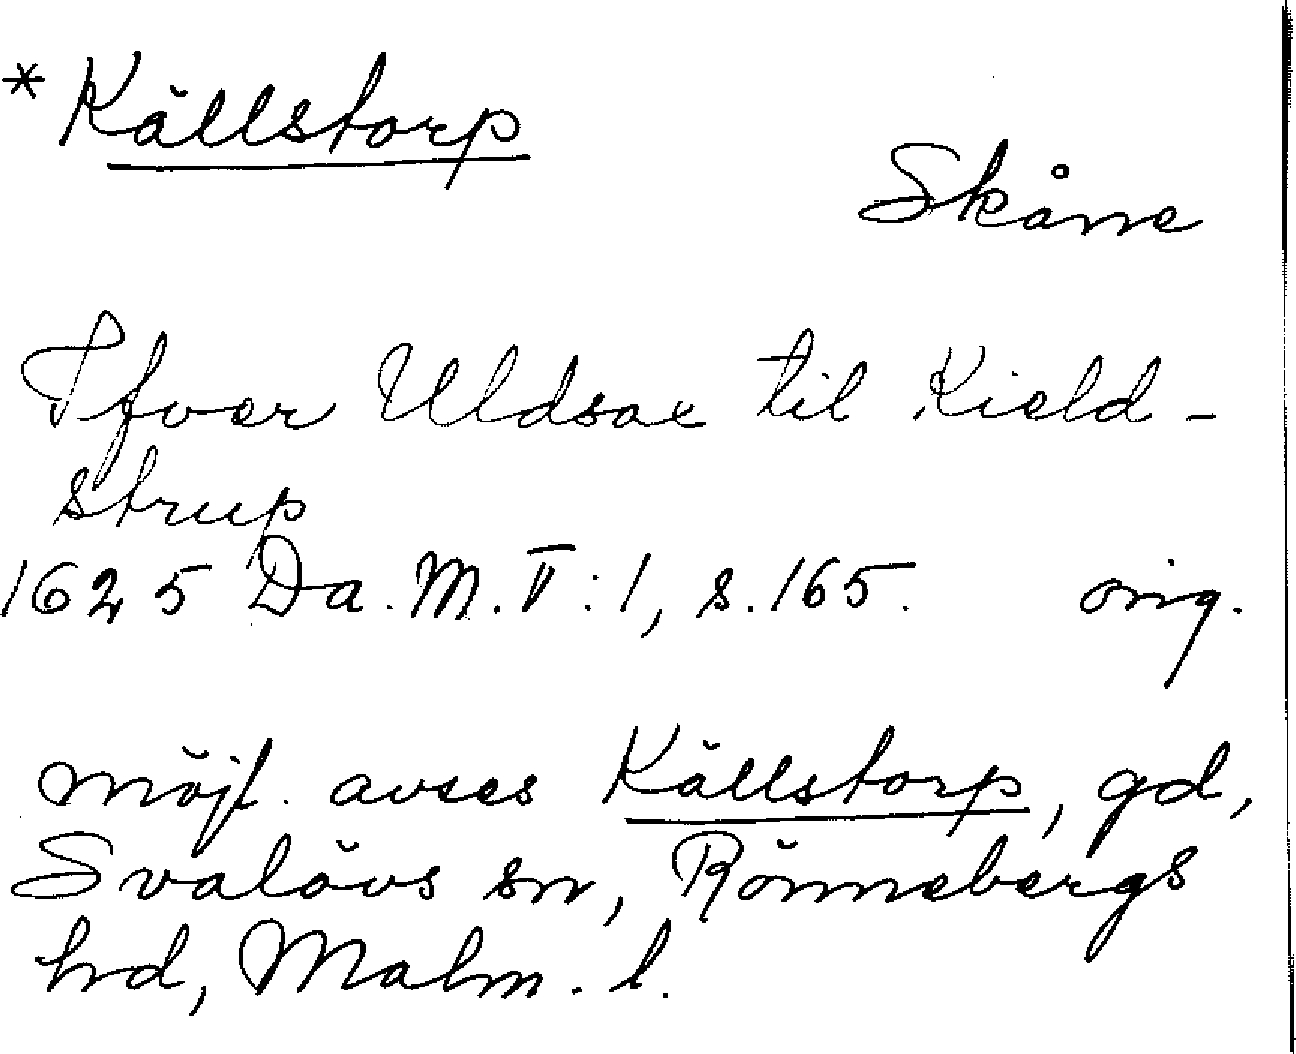 * Källstorp
Skåne
Ifver Uldsax til Kield-
strup
1625 Da. M. V:1, s. 165. orig.
möjl. avses Källstorp, gd,
Svalövs sn, Rönnebergs
hd, Malm. l.